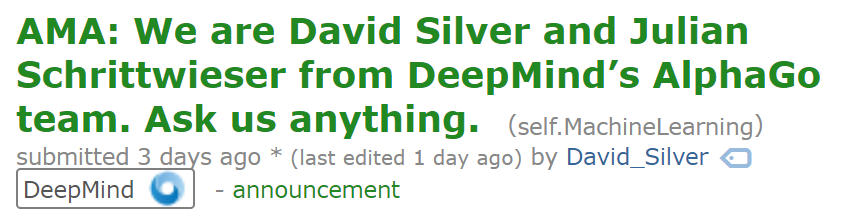 AMA: We are David Silver and Julian
Schrittwieser from DeepMind’s AlphaGo
team. Ask us anything. (self.MachineLearning)
submitted 3 days ago * (last edited 1 day ago) by David_Silver
DeepMind - announcement